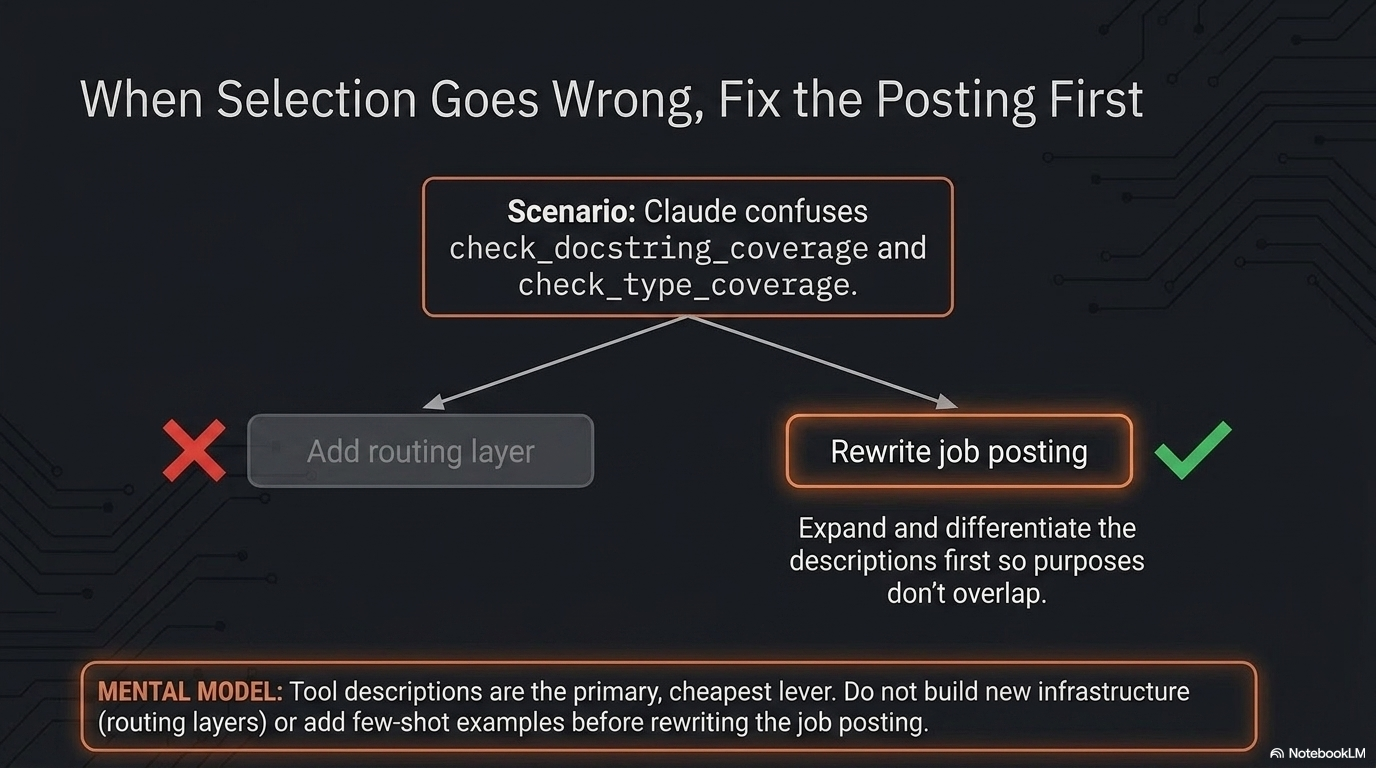 When Selection Goes Wrong, Fix the Posting First
Scenario: Claude confuses
check_docstring_coverage and
check_type_coverage.
Add routing layer
Rewrite job posting
Expand and differentiate the
descriptions first so purposes
don’t overlap.
MENTAL MODEL: Tool descriptions are the primary, cheapest lever. Do not build new infrastructure
(routing layers) or add few-shot examples before rewriting the job posting.
NotebookLM